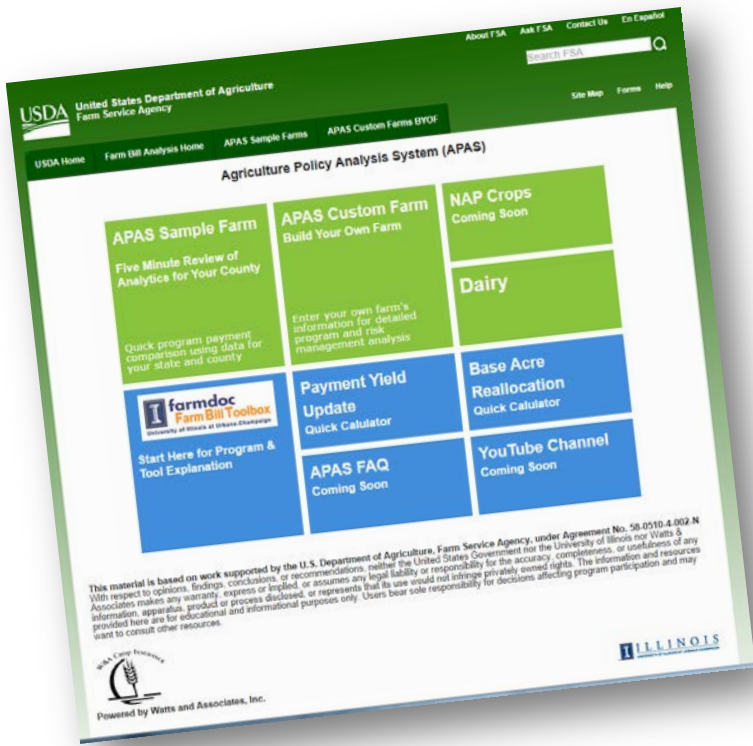 About FSA Ask FSA Contact Us En Español
Search FSA
USDA United States Department of Agriculture
Farm Service Agency
Site Map Forms Help
USDA Home Farm Bill Analysis Home APAS Sample Farms APAS Custom Farms BYOF
Agriculture Policy Analysis System (APAS)
APAS Sample Farm
Five Minute Review of
Analytics for Your County
Quick program payment
comparison using data for
your state and county
APAS Custom Farm
Build Your Own Farm
Enter your own farm's
information for detailed
program and risk
management analysis
NAP Crops
Coming Soon
Dairy
I farmdoc
Farm Bill Toolbox
University of Illinois at Urbana-Champaign
Start Here for Program &
Tool Explanation
Payment Yield
Update
Quick Calulator
Base Acre
Reallocation
Quick Calulator
APAS FAQ
Coming Soon
YouTube Channel
Coming Soon
This material is based on work supported by the U.S. Department of Agriculture, Farm Service Agency, under Agreement No. 58-0510-4-002-N
With respect to opinions, findings, conclusions, or recommendations, neither the United States Government nor the University of Illinois nor Watts &
Associates makes any warranty, express or implied, or assumes any legal liability or responsibility for the accuracy, completeness, or usefulness of any
information, apparatus, product or process disclosed, or represents that its use would not infringe privately owned rights. The information and resources
provided here are for educational and informational purposes only. Users bear sole responsibility for decisions affecting program participation and may
want to consult other resources.
W&A Crop Insurance
Powered by Watts and Associates, Inc.
I ILLINOIS
UNIVERSITY OF ILLINOIS AT URBANA-CHAMPAIGN